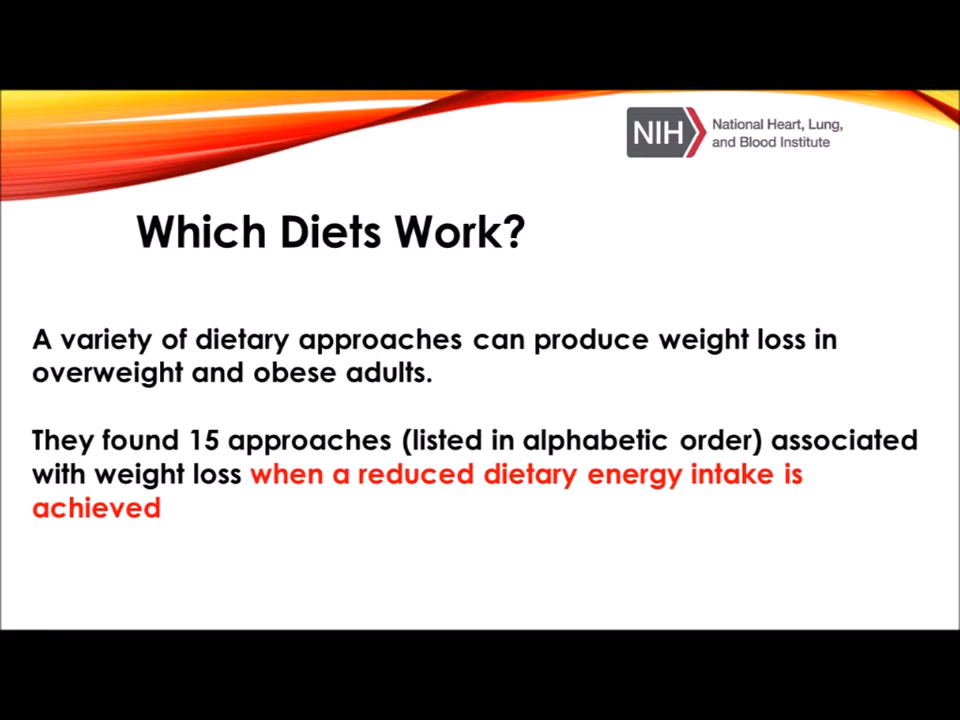 NIH National Heart, Lung,
and Blood Institute
Which Diets Work?
A variety of dietary approaches can produce weight loss in
overweight and obese adults.
They found 15 approaches (listed in alphabetic order) associated
with weight loss when a reduced dietary energy intake is
achieved